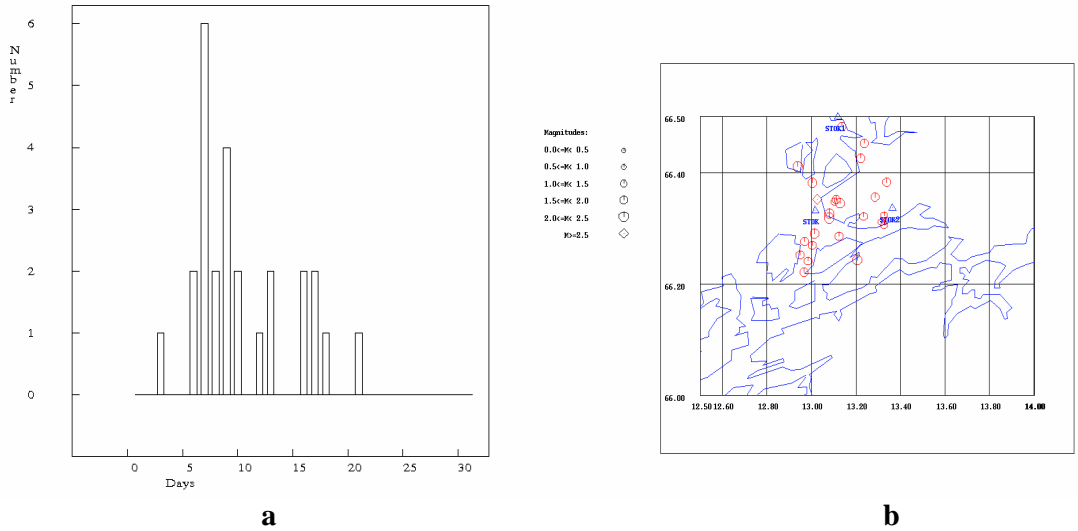 Number
6
5
4
3
2
1
0
0 5 10 15 20 25 30
Days
a
Magnitudes:
0.0<=M< 0.5
0.5<=M< 1.0
1.0<=M< 1.5
1.5<=M< 2.0
2.0<=M< 2.5
M>=2.5
66.50
66.40
66.20
66.00
STOK1
STOK
STOK2
12.50 12.60 12.80 13.00 13.20 13.40 13.60 13.80 14.00
b